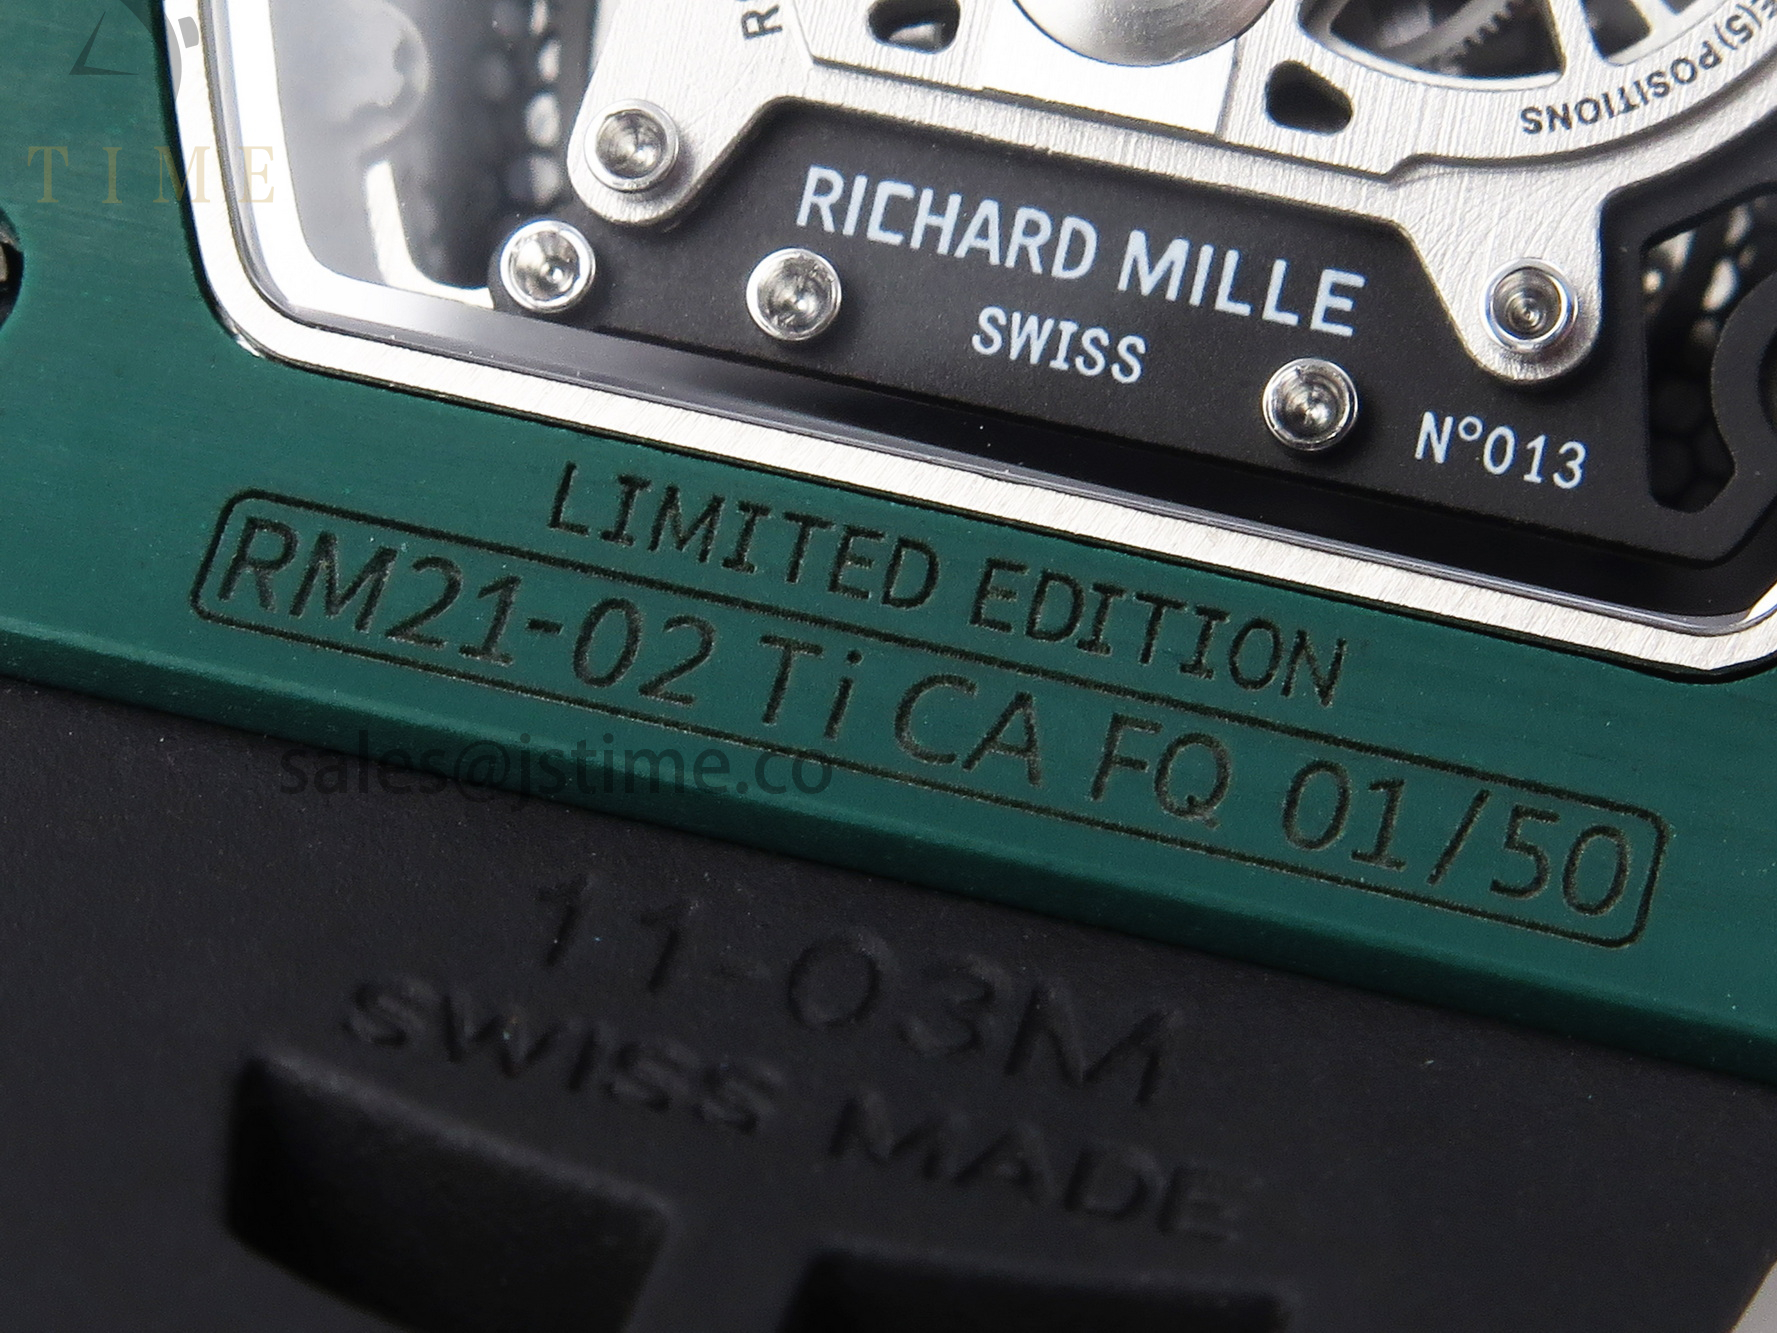 TIME
(5) POSITIONS
RICHARD MILLE
SWISS
N°013
LIMITED EDITION
RM21-02 Ti CA FQ 01/50
sales@jstime.co
11-03M
SWISS MADE